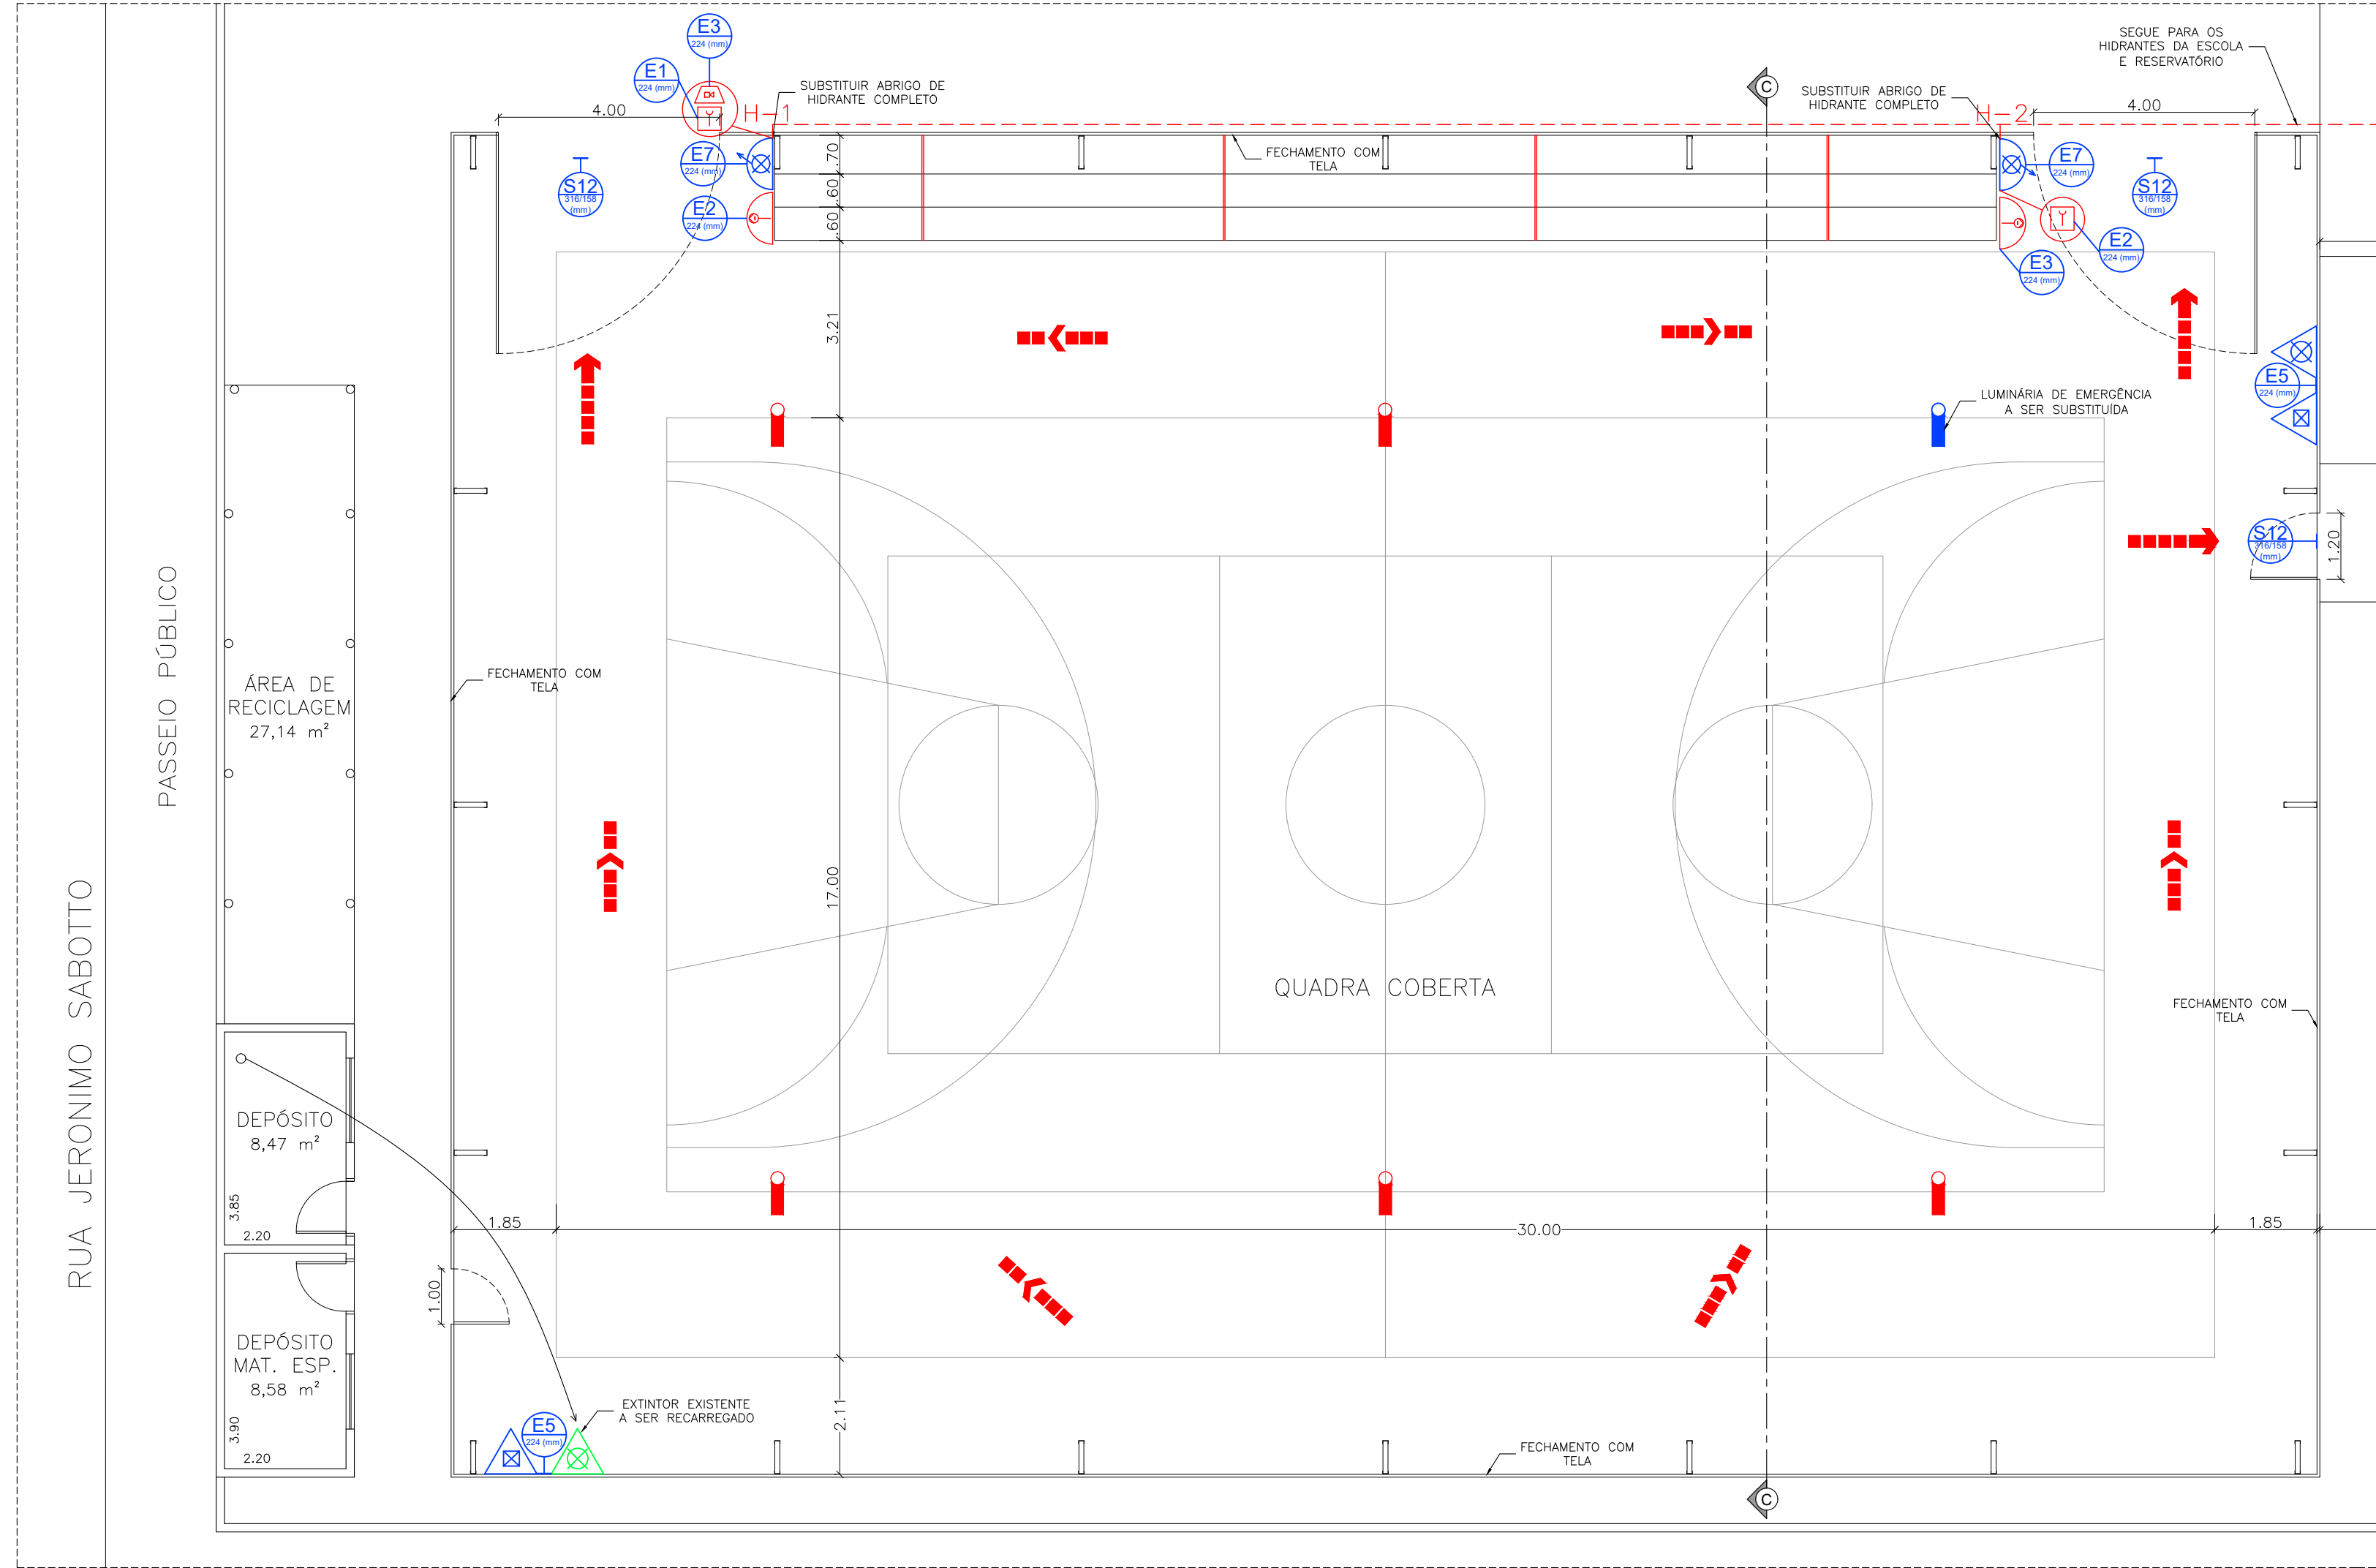 E3
224 (mm)
E1
224 (mm)
H-1
SUBSTITUIR ABRIGO DE
HIDRANTE COMPLETO
4.00
C
SEGUE PARA OS
HIDRANTES DA ESCOLA
E RESERVATÓRIO
SUBSTITUIR ABRIGO DE
HIDRANTE COMPLETO
H-2
4.00
E7
224 (mm)
.70
FECHAMENTO COM
TELA
E7
224 (mm)
S12
316/158
(mm)
.60
S12
316/158
(mm)
E2
224 (mm)
.60
E2
224 (mm)
E3
224 (mm)
3.21
E5
224 (mm)
LUMINÁRIA DE EMERGÊNCIA
A SER SUBSTITUÍDA
S12
316/158
(mm)
1.20
PASSEIO PÚBLICO
ÁREA DE
RECICLAGEM
27,14 m²
FECHAMENTO COM
TELA
17.00
RUA JERONIMO SABOTTO
QUADRA COBERTA
FECHAMENTO COM
TELA
DEPÓSITO
8,47 m²
3.85
2.20
1.85
30.00
1.85
1.00
DEPÓSITO
MAT. ESP.
8,58 m²
3.90
2.20
E5
224 (mm)
EXTINTOR EXISTENTE
A SER RECARREGADO
2.11
FECHAMENTO COM
TELA
C